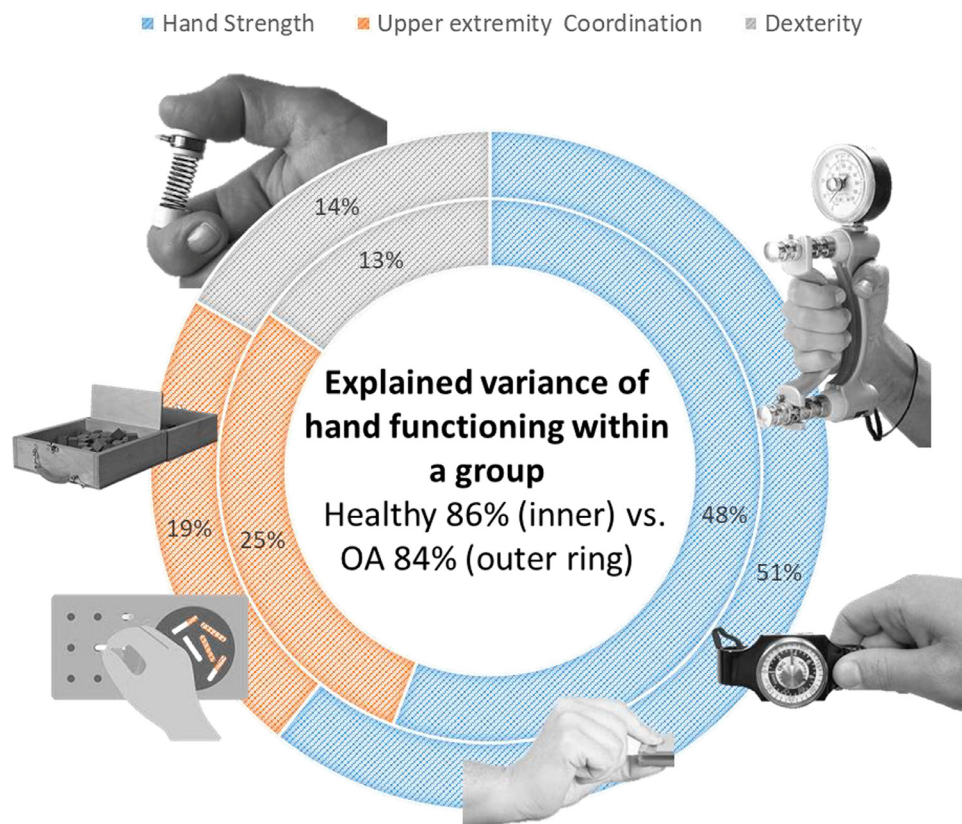 Hand Strength Upper extremity Coordination Dexterity
14%
13%
Explained variance of
hand functioning within
a group
Healthy 86% (inner) vs.
OA 84% (outer ring)
48%
19%
25%
51%